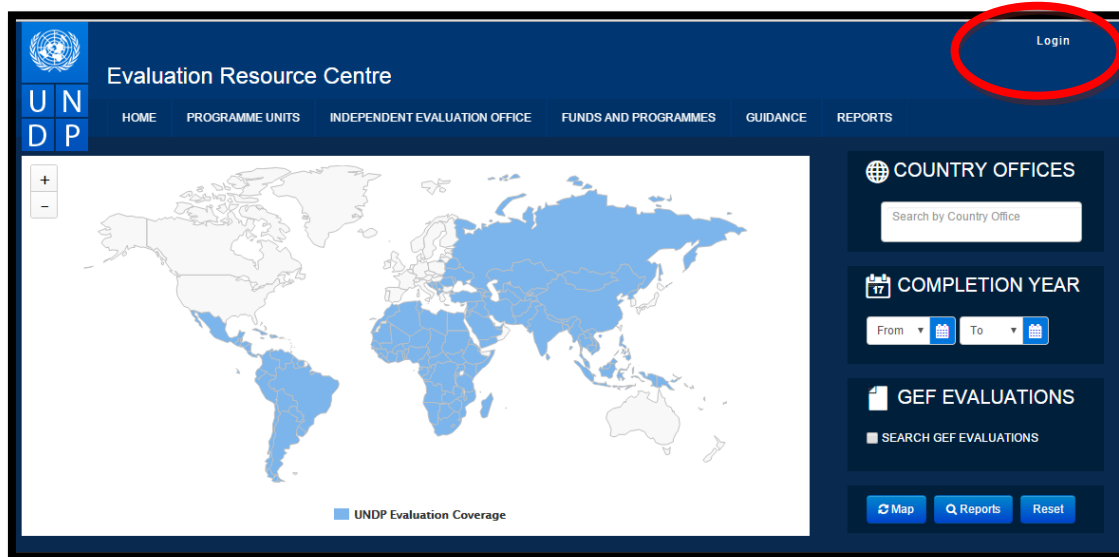 Login
Evaluation Resource Centre
U N
D P
HOME PROGRAMME UNITS INDEPENDENT EVALUATION OFFICE FUNDS AND PROGRAMMES GUIDANCE REPORTS
+
−
UNDP Evaluation Coverage
COUNTRY OFFICES
Search by Country Office
17 COMPLETION YEAR
From To
GEF EVALUATIONS
SEARCH GEF EVALUATIONS
Map Reports Reset